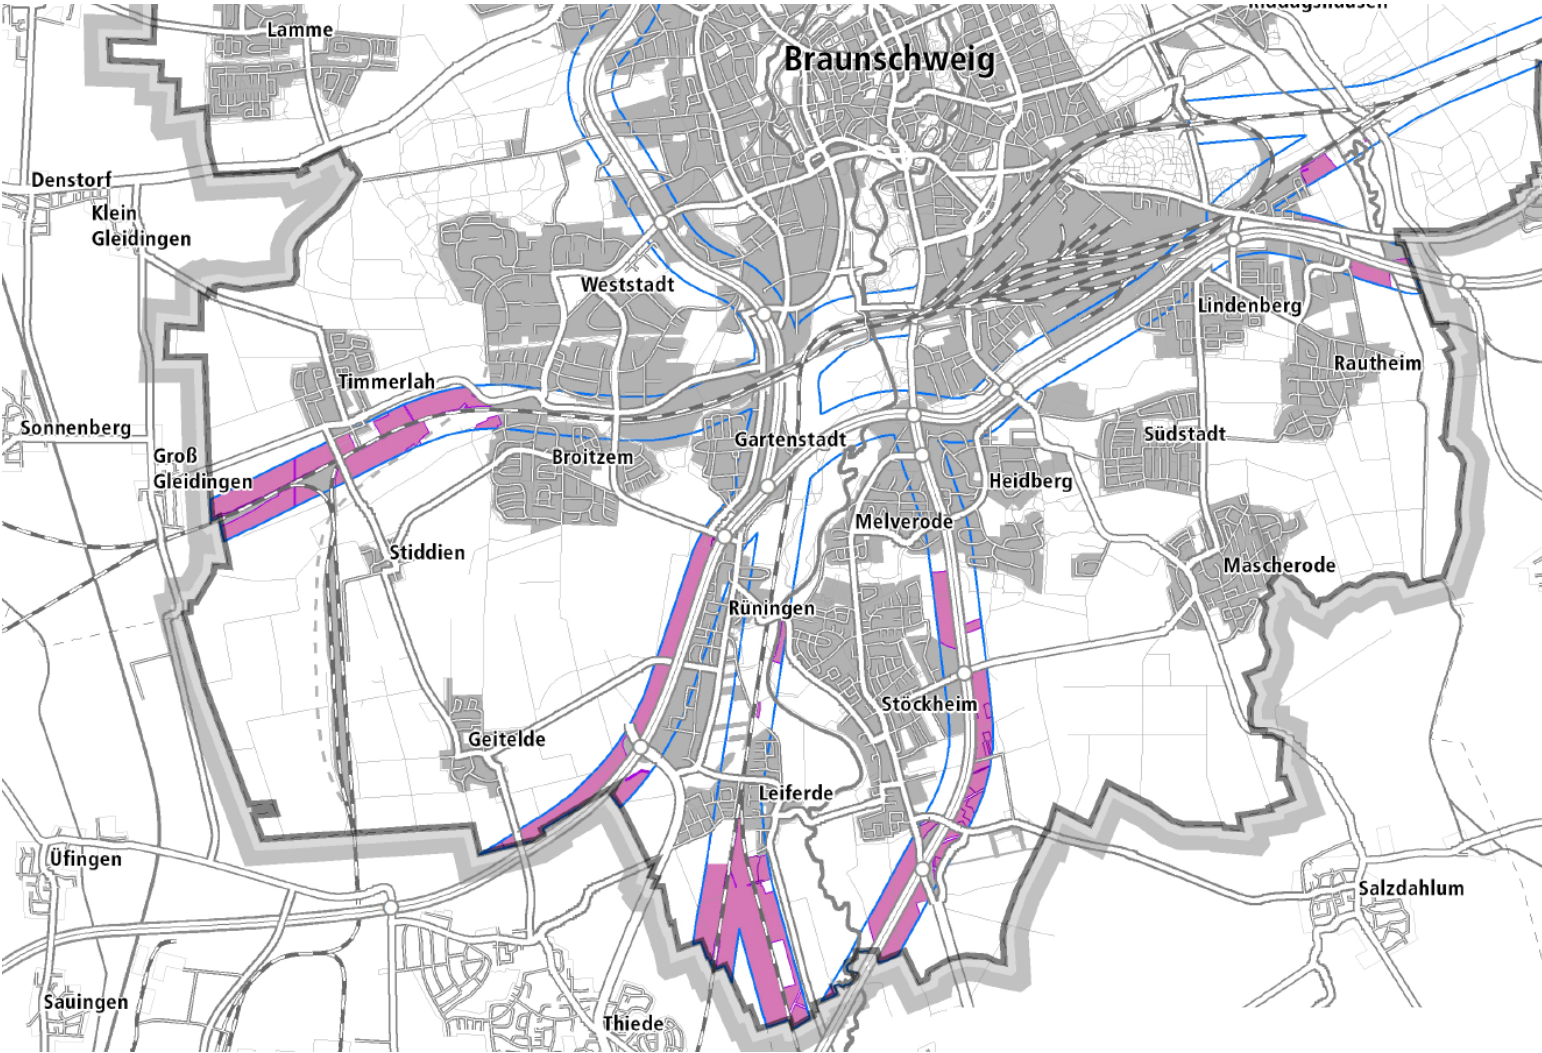 Riddagshausen
Lamme
Braunschweig
Denstorf
Klein
Gleidingen
Weststadt
Lindenberg
Rautheim
Timmerlah
Sonnenberg
Gartenstadt
Südstadt
Groß
Gleidingen
Broitzem
Heidberg
Melverode
Stiddien
Mascherode
Rüningen
Stöckheim
Geitelde
Leiferde
Üfingen
Salzdahlum
Sauingen
Thiede